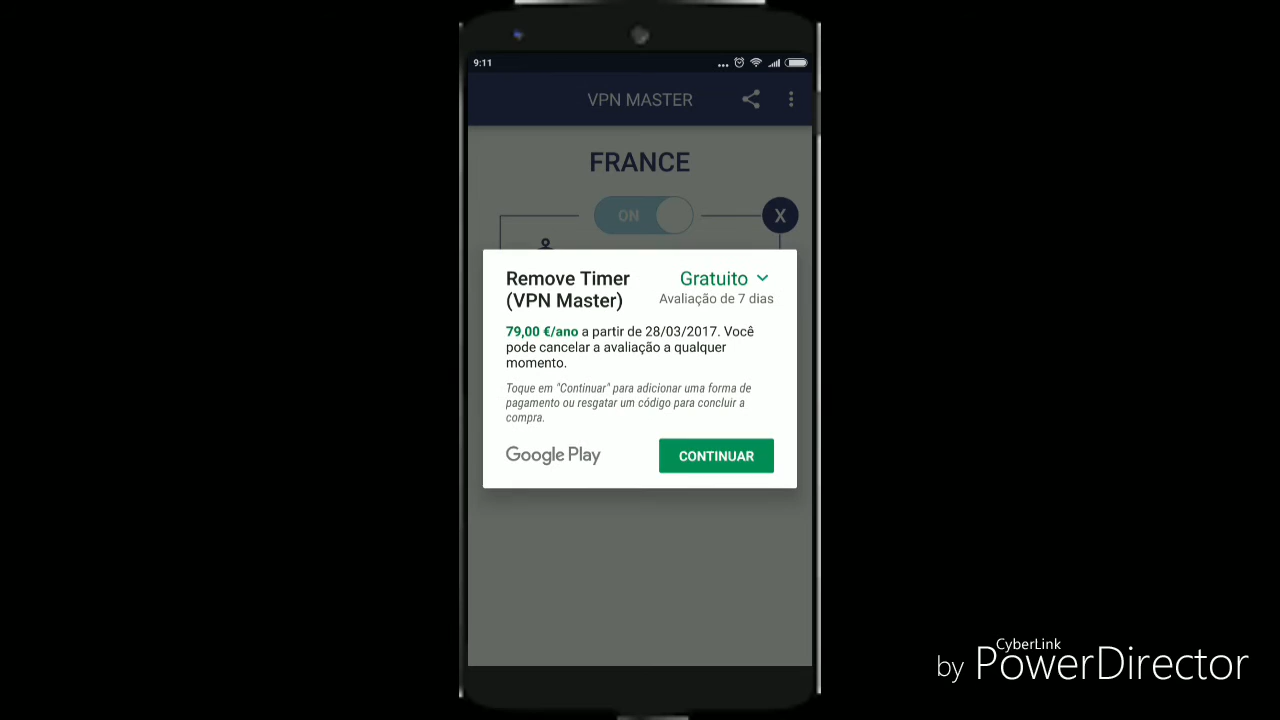 9:11
VPN MASTER
FRANCE
ON
X
Remove Timer
(VPN Master)
Gratuito
Avaliação de 7 dias
79,00 €/ano a partir de 28/03/2017. Você
pode cancelar a avaliação a qualquer
momento.
Toque em "Continuar" para adicionar uma forma de
pagamento ou resgatar um código para concluir a
compra.
Google Play
CONTINUAR
CyberLink
by PowerDirector